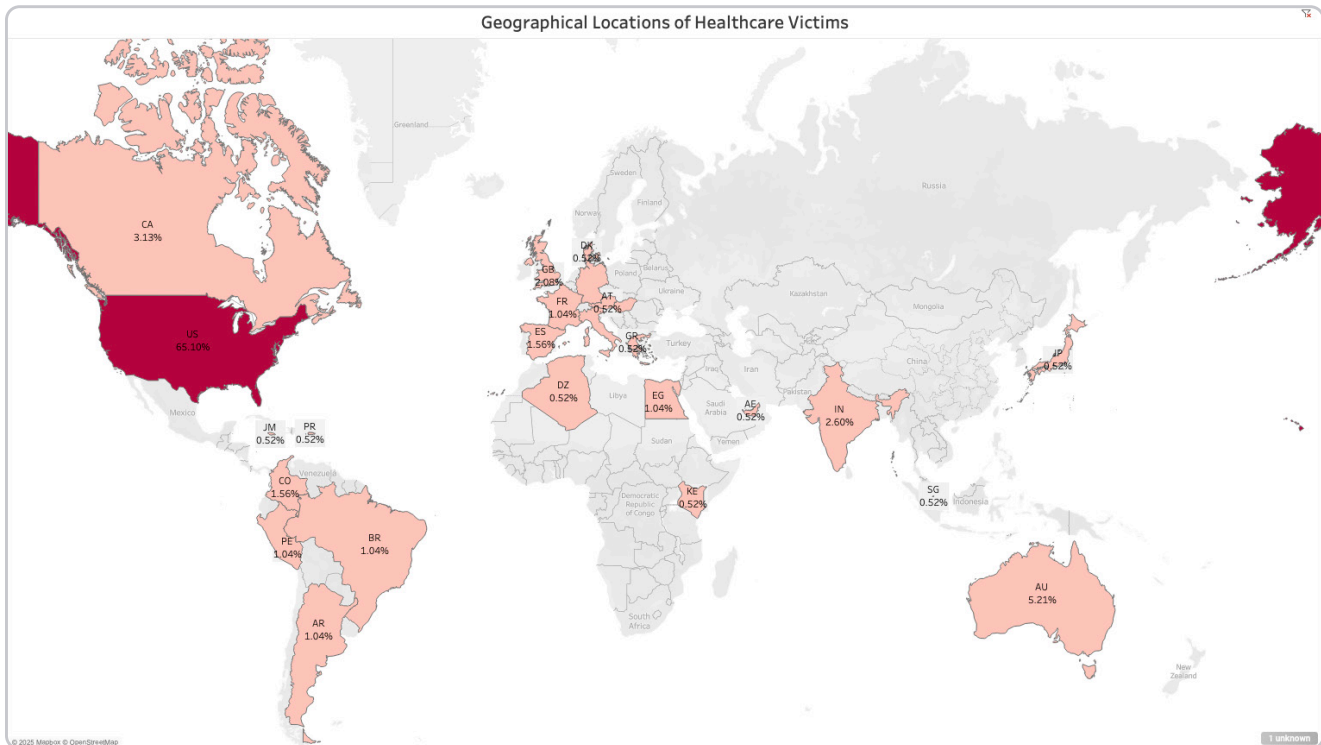 Geographical Locations of Healthcare Victims
Greenland
Sweden
Finland
Norway
Russia
CA
3.13%
DK
0.52%
GB
2.08%
Poland
Belarus
Ukraine
Kazakhstan
Mongolia
FR
1.04%
AT
0.52%
US
65.10%
ES
1.56%
GR
0.52%
Turkey
China
JP
0.52%
Iraq
Iran
Pakistan
DZ
0.52%
Libya
EG
1.04%
Saudi
Arabia
AE
0.52%
IN
2.60%
Mexico
JM
0.52%
PR
0.52%
Sudan
Yemen
Venezuela
CO
1.56%
KE
0.52%
Democratic
Republic
of Congo
SG
0.52%
Indonesia
PE
1.04%
BR
1.04%
AU
5.21%
AR
1.04%
South
Africa
New
Zealand
© 2025 Mapbox © OpenStreetMap
1 unknown